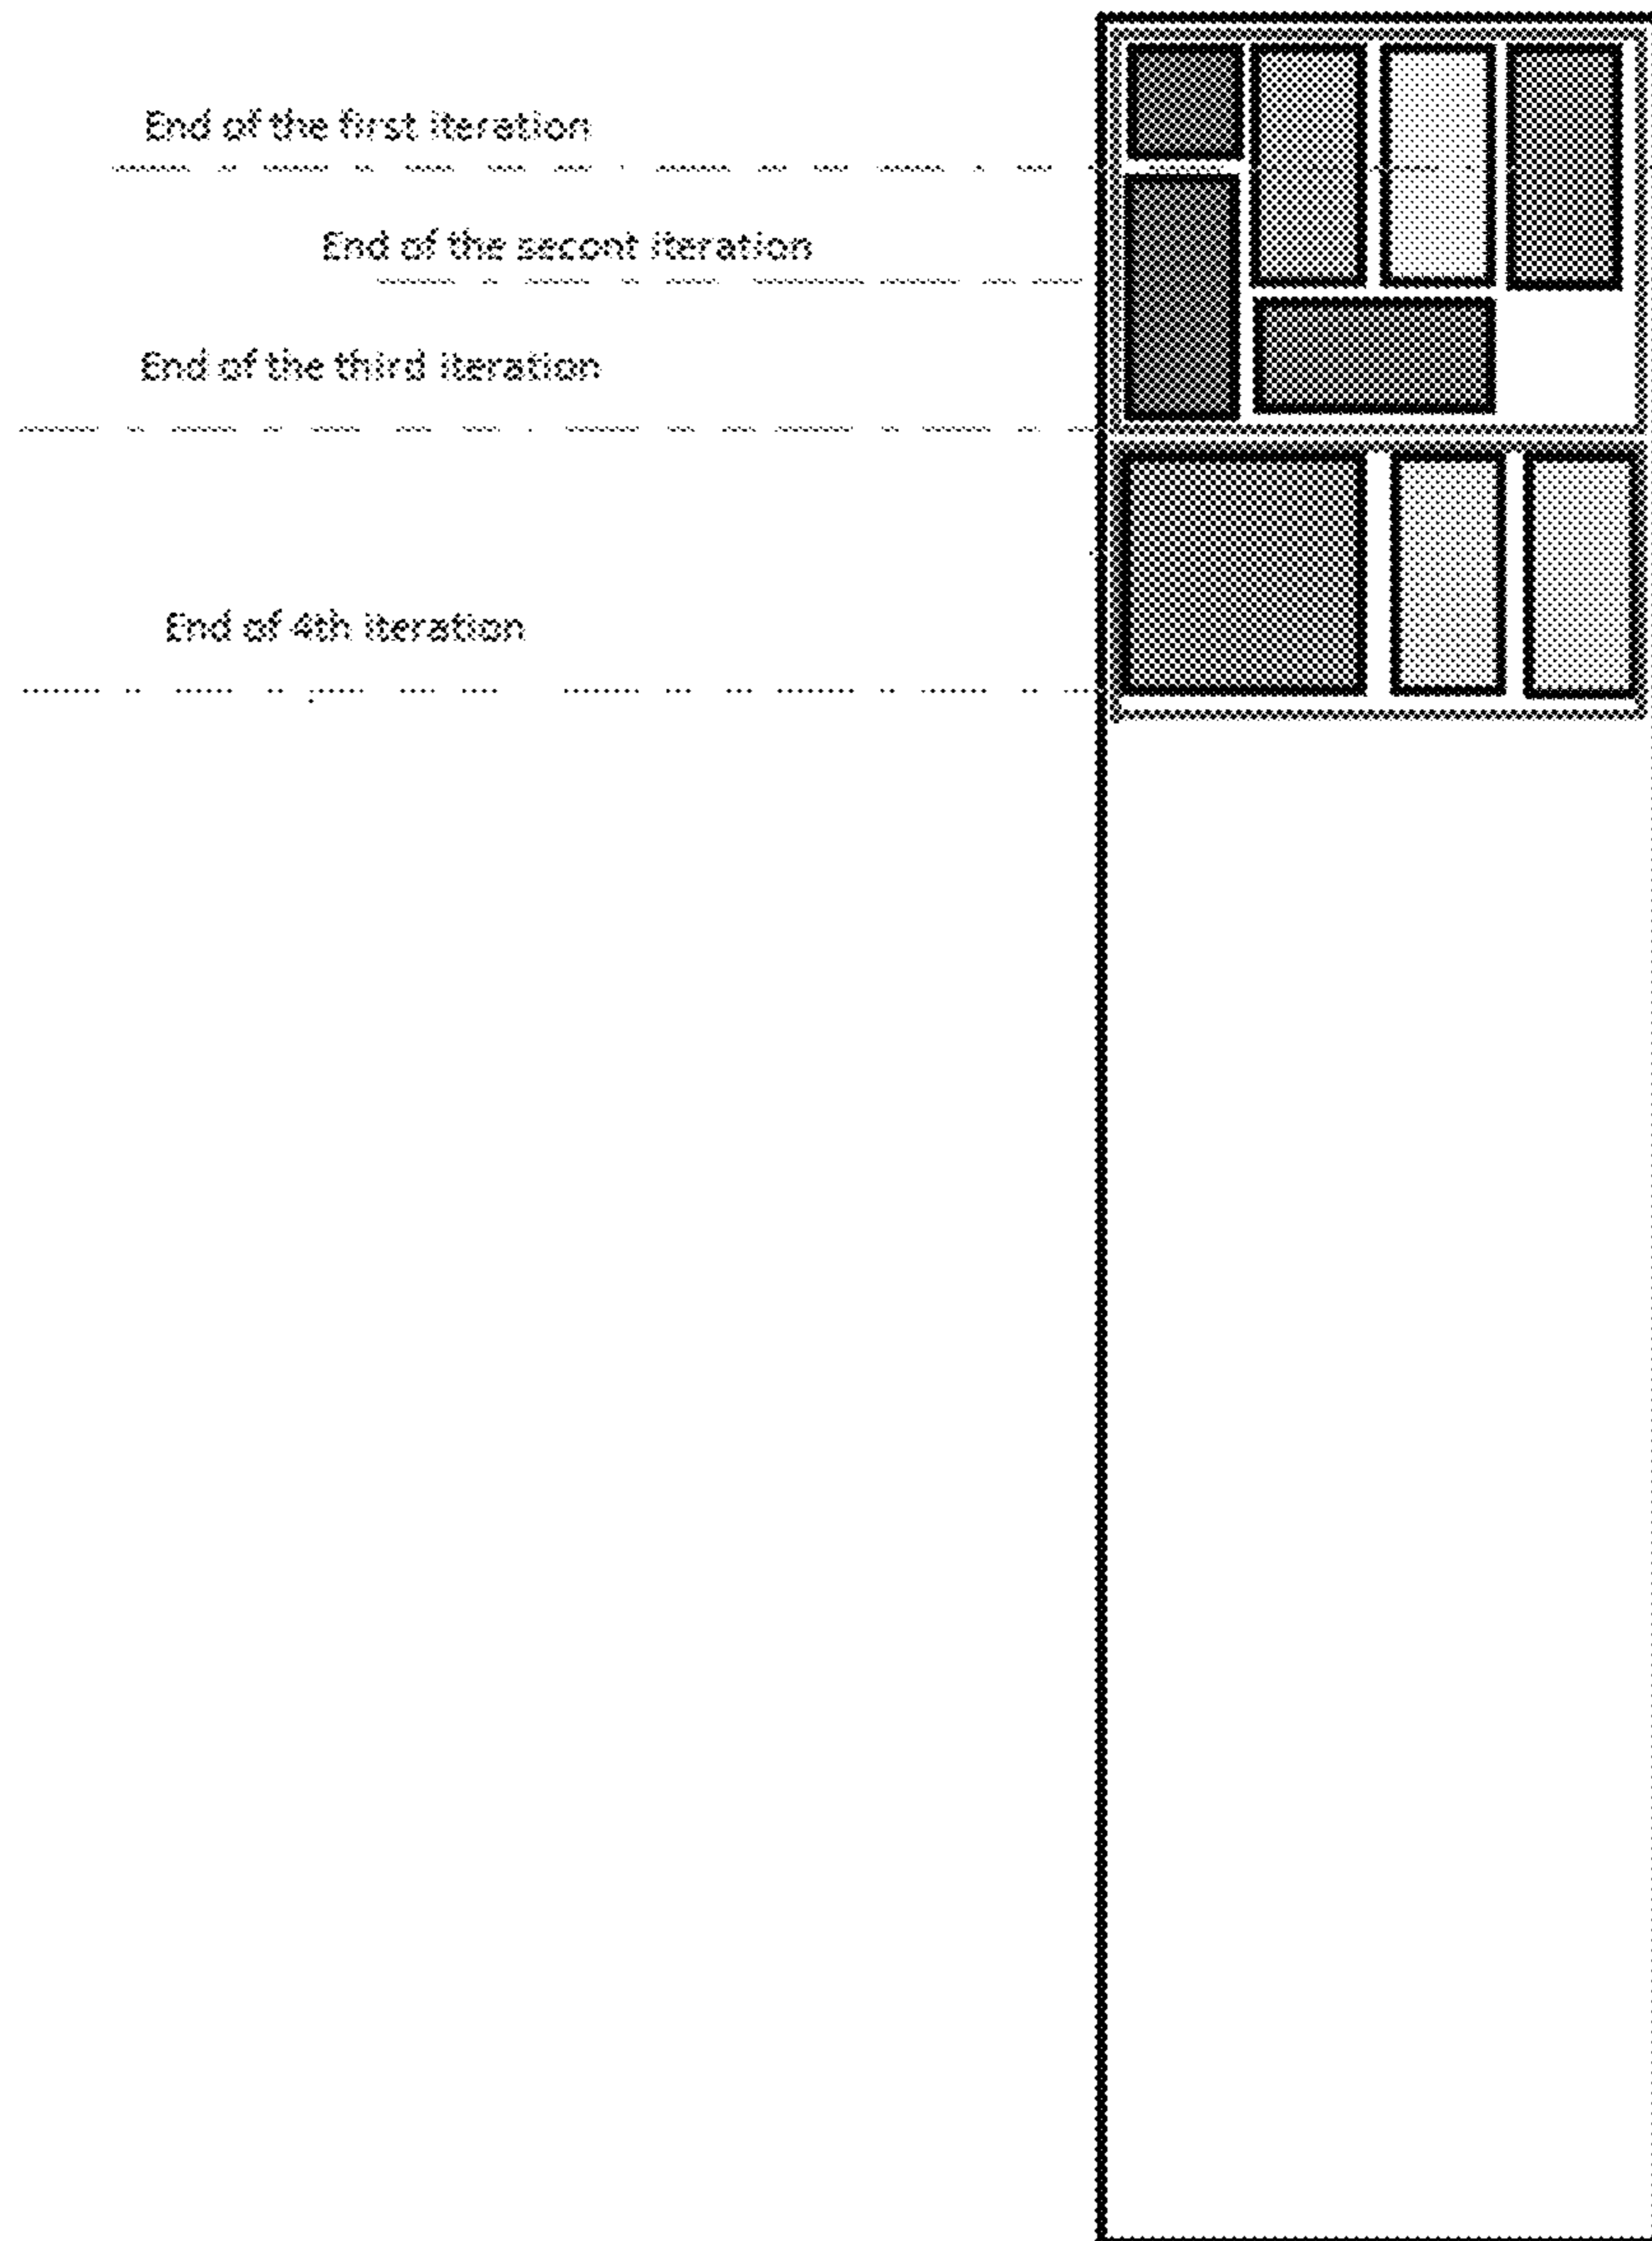 End of the first iteration
End of the secont iteration
End of the third iteration
End of 4th iteration